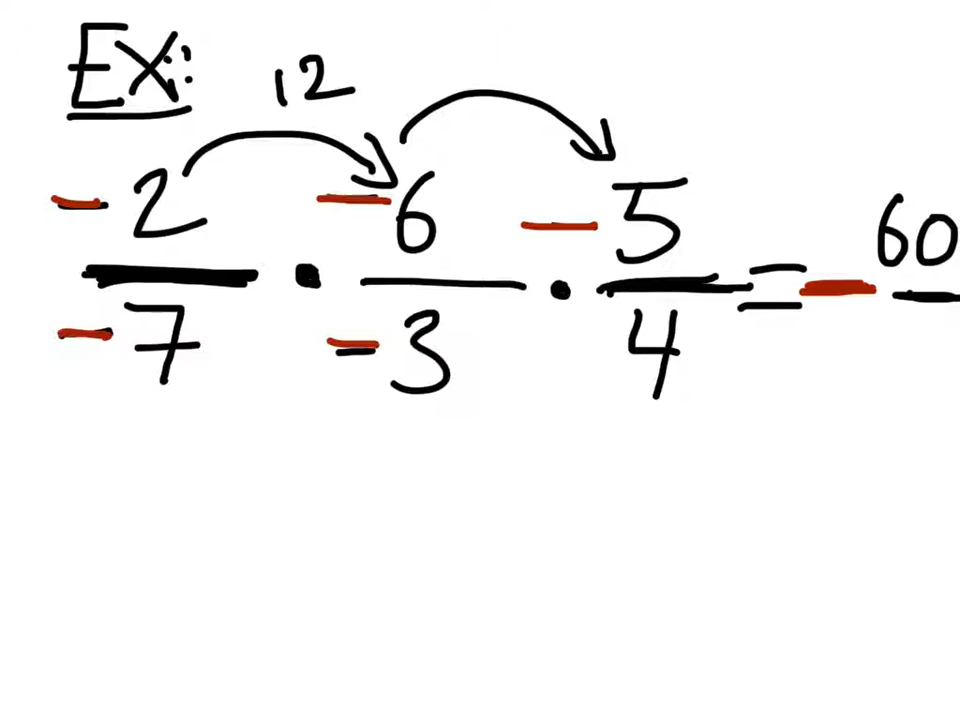 EX:
12
-2 -6 -5 60
— · — · — = - —
-7 -3 4